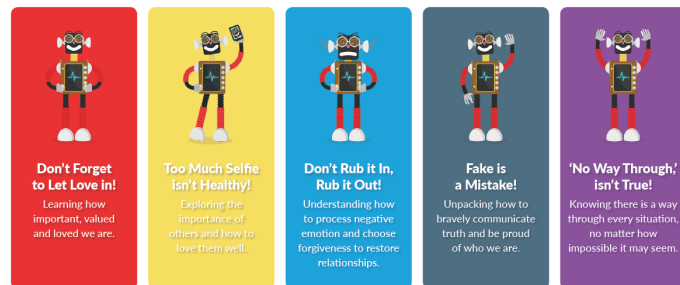 Don't Forget
to Let Love in!
Learning how
important, valued
and loved we are.
Too Much Selfie
isn't Healthy!
Exploring the
importance of
others and how to
love them well.
Don't Rub it In,
Rub it Out!
Understanding how
to process negative
emotion and choose
forgiveness to restore
relationships.
Fake is
a Mistake!
Unpacking how to
bravely communicate
truth and be proud
of who we are.
'No Way Through,'
isn't True!
Knowing there is a way
through every situation,
no matter how
impossible it may seem.